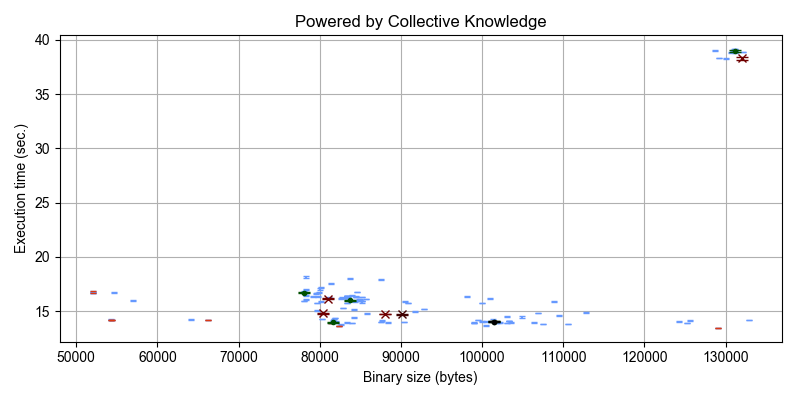 Powered by Collective Knowledge
Execution time (sec.)
40
35
30
25
20
15
50000 60000 70000 80000 90000 100000 110000 120000 130000
Binary size (bytes)